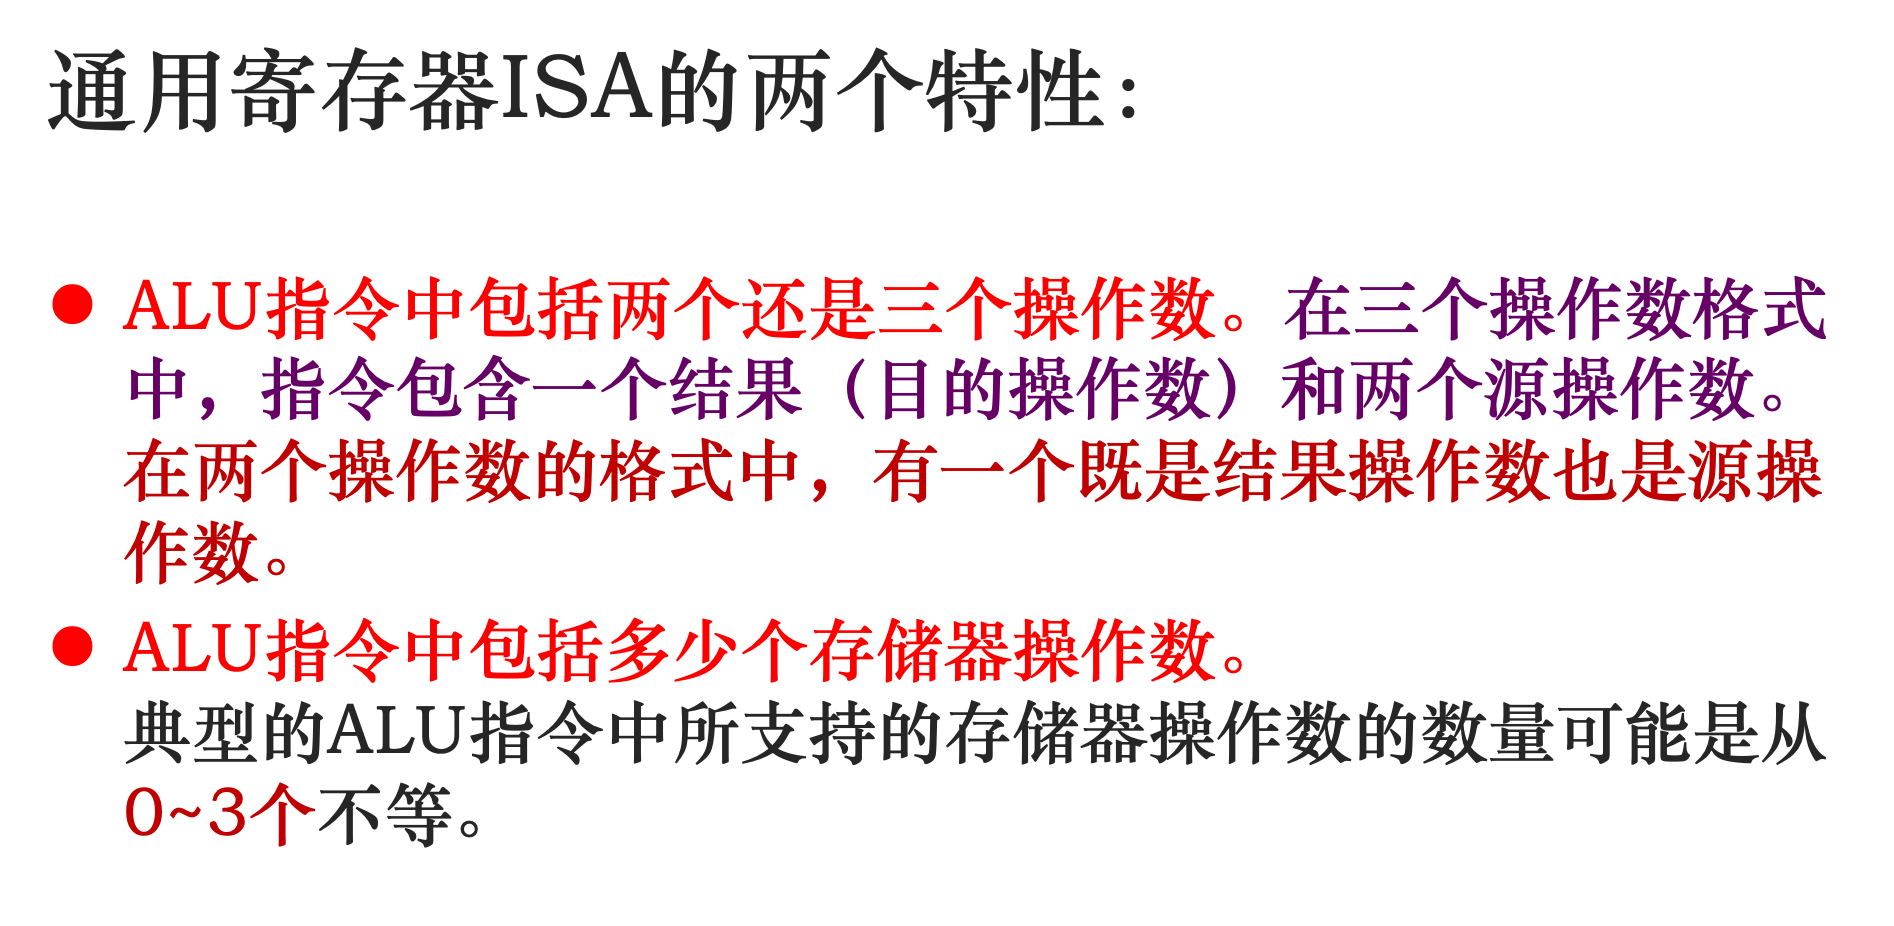 通用寄存器ISA的两个特性：
● ALU指令中包括两个还是三个操作数。在三个操作数格式
中，指令包含一个结果（目的操作数）和两个源操作数。
在两个操作数的格式中，有一个既是结果操作数也是源操
作数。
● ALU指令中包括多少个存储器操作数。
典型的ALU指令中所支持的存储器操作数的数量可能是从
0~3个不等。